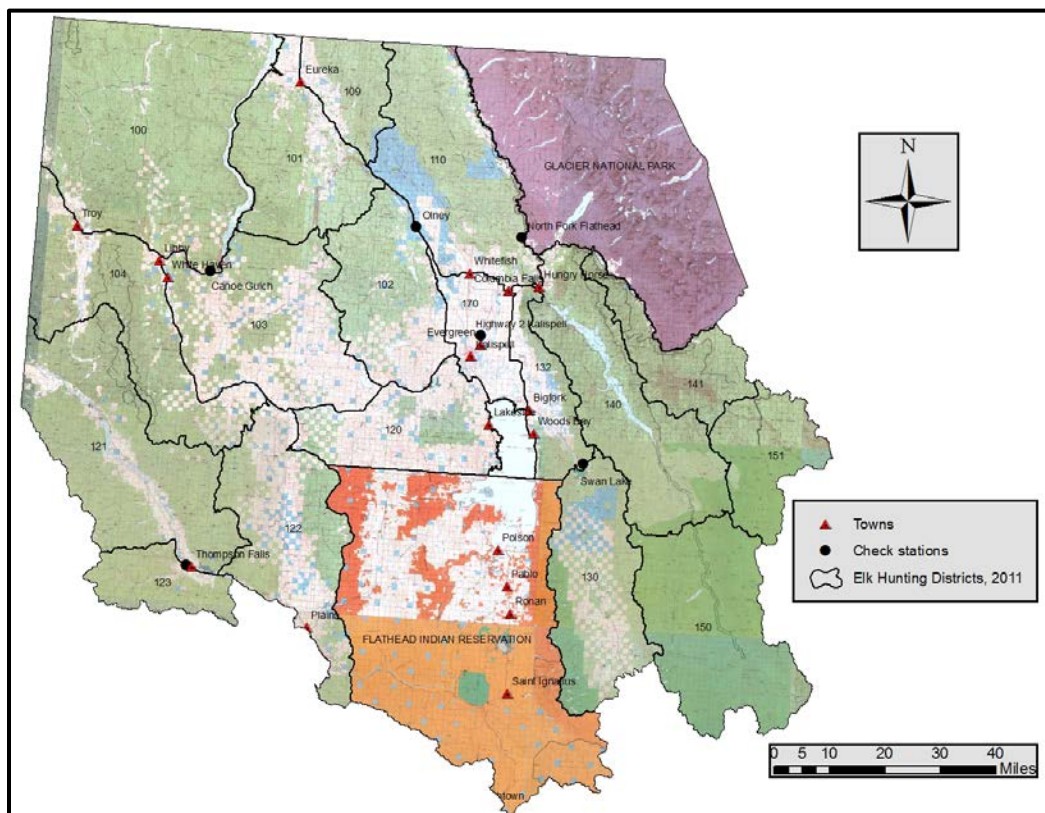 Eureka
109
100
101
110
N
GLACIER NATIONAL PARK
Troy
Olney
North Fork Flathead
Libby
White Haven
Whitefish
Columbia Falls
Hungry Horse
104
Canoe Gulch
102
170
103
Highway 2 Kalispell
Evergreen
Kalispell
132
141
140
Bigfork
Lakeside
Woods Bay
120
121
151
Swan Lake
Towns
122
Polson
Check stations
Thompson Falls
Pablo
130
Elk Hunting Districts, 2011
123
Ronan
Plains
150
FLATHEAD INDIAN RESERVATION
Saint Ignatius
0 5 10 20 30 40
Miles